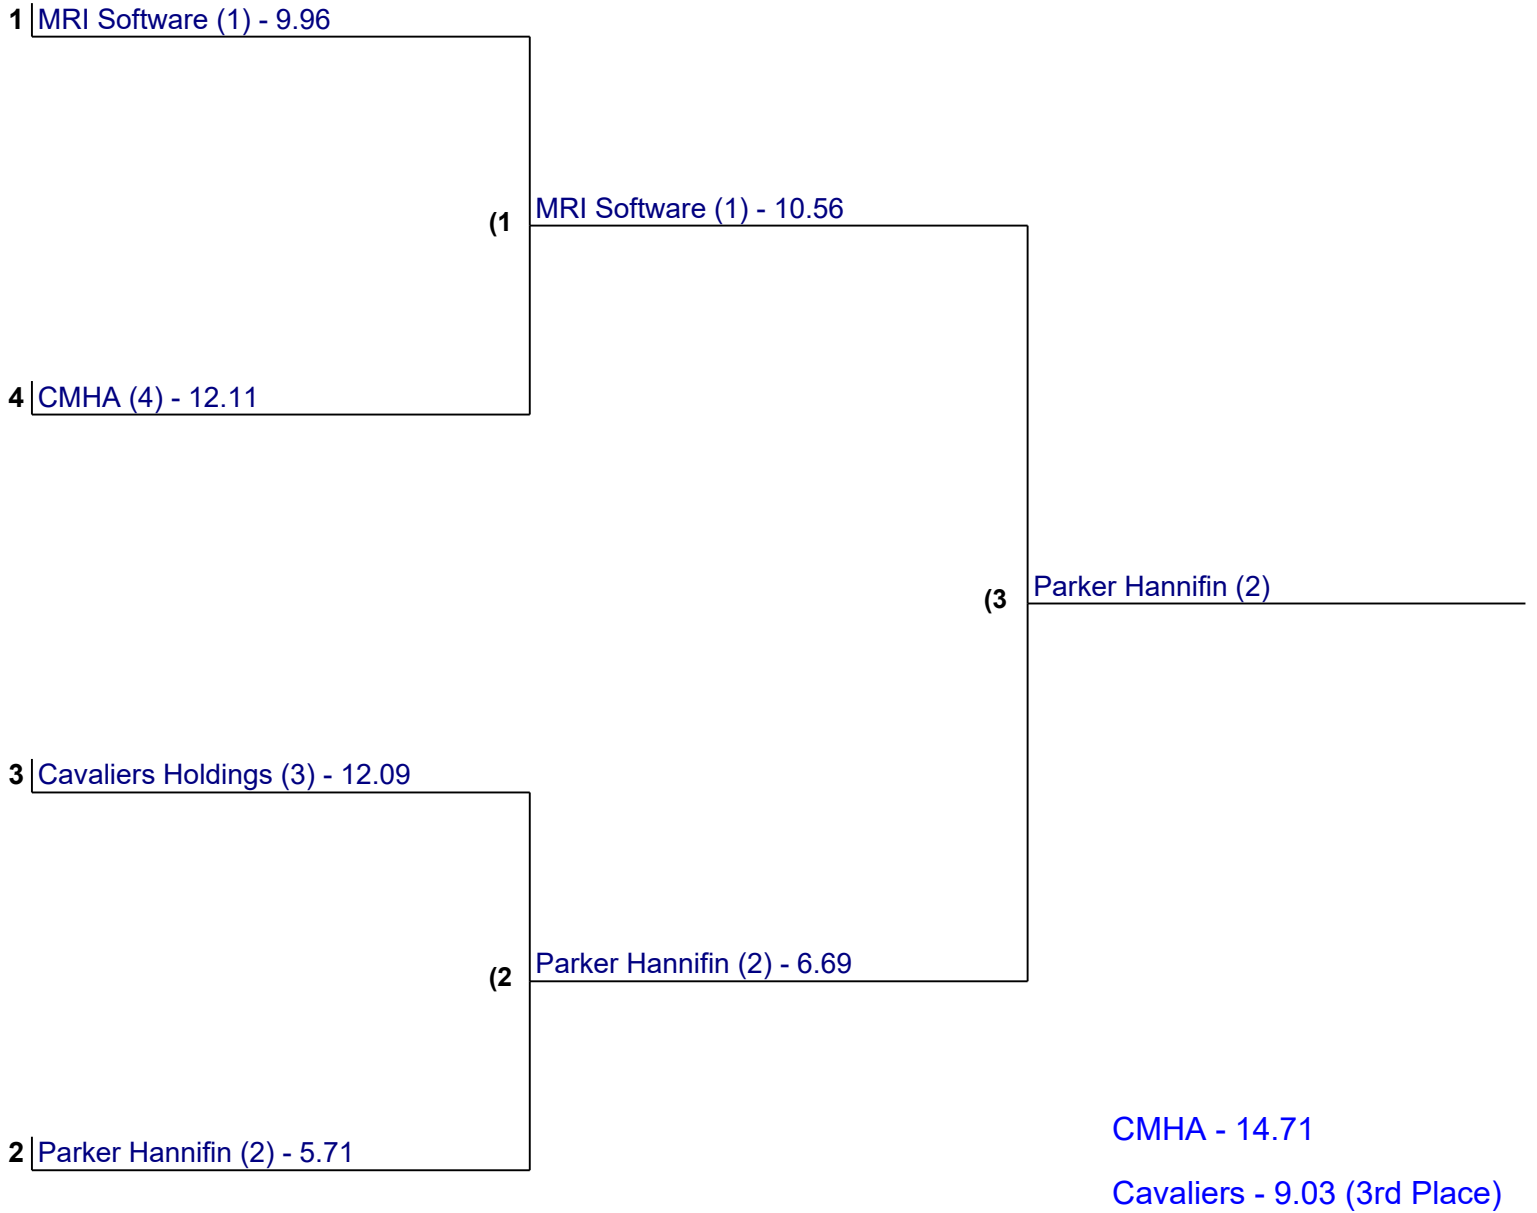 1 MRI Software (1) - 9.96
(1 MRI Software (1) - 10.56
4 CMHA (4) - 12.11
(3 Parker Hannifin (2)
3 Cavaliers Holdings (3) - 12.09
(2 Parker Hannifin (2) - 6.69
2 Parker Hannifin (2) - 5.71
CMHA - 14.71
Cavaliers - 9.03 (3rd Place)